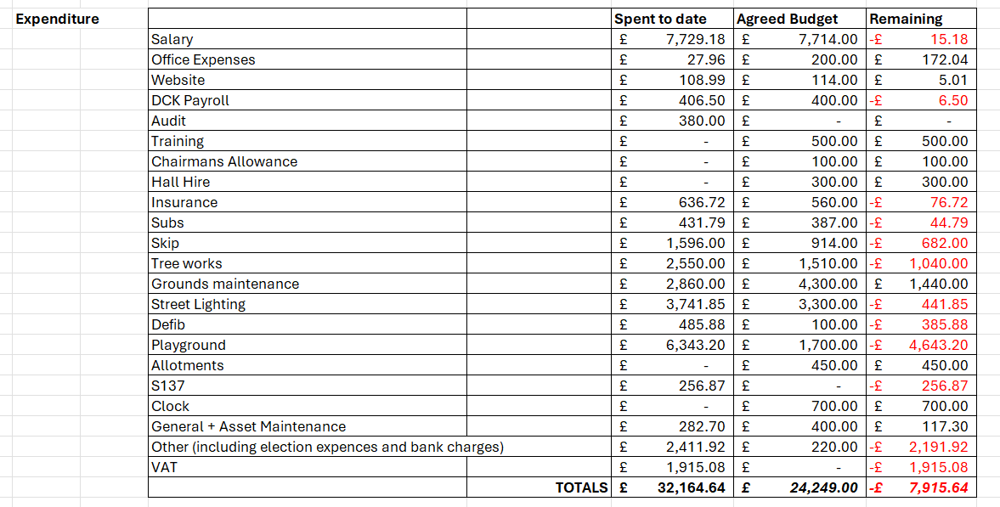 Expenditure Spent to date Agreed Budget Remaining
Salary £ 7,729.18 £ 7,714.00 -£ 15.18
Office Expenses £ 27.96 £ 200.00 £ 172.04
Website £ 108.99 £ 114.00 £ 5.01
DCK Payroll £ 406.50 £ 400.00 -£ 6.50
Audit £ 380.00 £ - £ -
Training £ - £ 500.00 £ 500.00
Chairmans Allowance £ - £ 100.00 £ 100.00
Hall Hire £ - £ 300.00 £ 300.00
Insurance £ 636.72 £ 560.00 -£ 76.72
Subs £ 431.79 £ 387.00 -£ 44.79
Skip £ 1,596.00 £ 914.00 -£ 682.00
Tree works £ 2,550.00 £ 1,510.00 -£ 1,040.00
Grounds maintenance £ 2,860.00 £ 4,300.00 £ 1,440.00
Street Lighting £ 3,741.85 £ 3,300.00 -£ 441.85
Defib £ 485.88 £ 100.00 -£ 385.88
Playground £ 6,343.20 £ 1,700.00 -£ 4,643.20
Allotments £ - £ 450.00 £ 450.00
S137 £ 256.87 £ - -£ 256.87
Clock £ - £ 700.00 £ 700.00
General + Asset Maintenance £ 282.70 £ 400.00 £ 117.30
Other (including election expences and bank charges) £ 2,411.92 £ 220.00 -£ 2,191.92
VAT £ 1,915.08 £ - -£ 1,915.08
TOTALS £ 32,164.64 £ 24,249.00 -£ 7,915.64